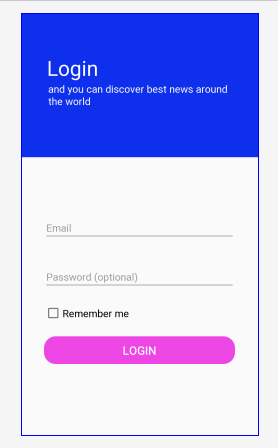 Login
and you can discover best news around
the world
Email
Password (optional)
Remember me
LOGIN